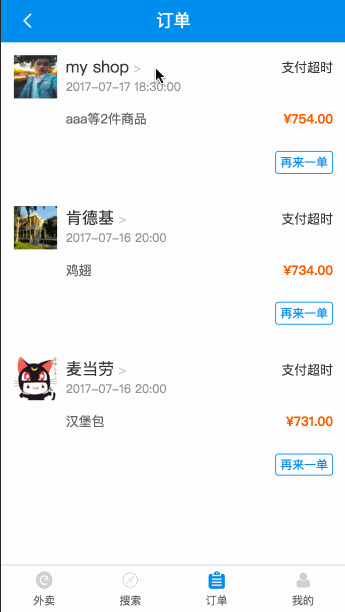 订单
my shop >
支付超时
2017-07-17 18:30:00
aaa等2件商品
¥754.00
再来一单
肯德基 >
支付超时
2017-07-16 20:00
鸡翅
¥734.00
再来一单
麦当劳 >
支付超时
2017-07-16 20:00
汉堡包
¥731.00
再来一单
外卖
搜索
订单
我的